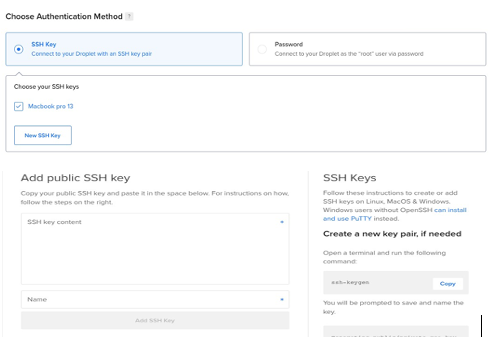 Choose Authentication Method ?
SSH Key
Connect to your Droplet with an SSH key pair
Password
Connect to your Droplet as the "root" user via password
Choose your SSH keys
Macbook pro 13
New SSH Key
Add public SSH key
Copy your public SSH key and paste it in the space below. For instructions on how,
follow the steps on the right.
SSH key content
Name
Add SSH Key
SSH Keys
Follow these instructions to create or add
SSH keys on Linux, MacOS & Windows.
Windows users without OpenSSH can install
and use PuTTY instead.
Create a new key pair, if needed
Open a terminal and run the following
command:
ssh-keygen
Copy
You will be prompted to save and name the
key.